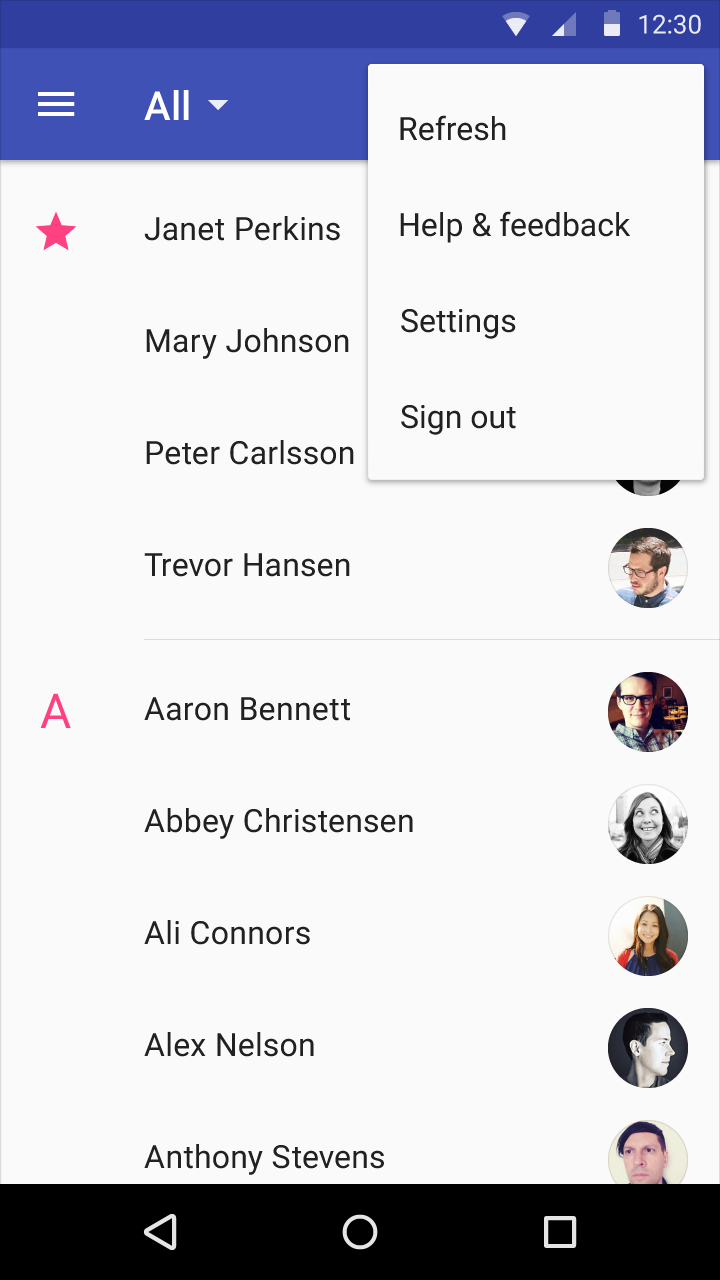 12:30
All
Refresh
Help & feedback
Settings
Sign out
Janet Perkins
Mary Johnson
Peter Carlsson
Trevor Hansen
A
Aaron Bennett
Abbey Christensen
Ali Connors
Alex Nelson
Anthony Stevens